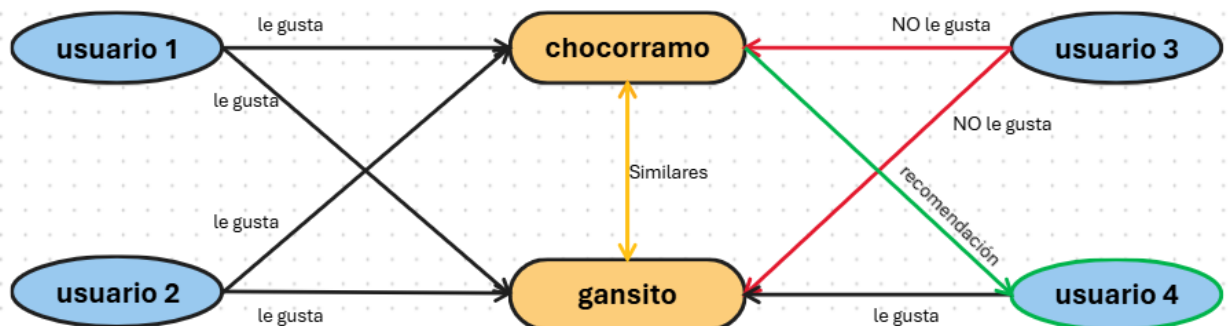 le gusta
NO le gusta
usuario 1
chocorramo
usuario 3
le gusta
NO le gusta
Similares
recomendación
le gusta
usuario 2
gansito
usuario 4
le gusta
le gusta